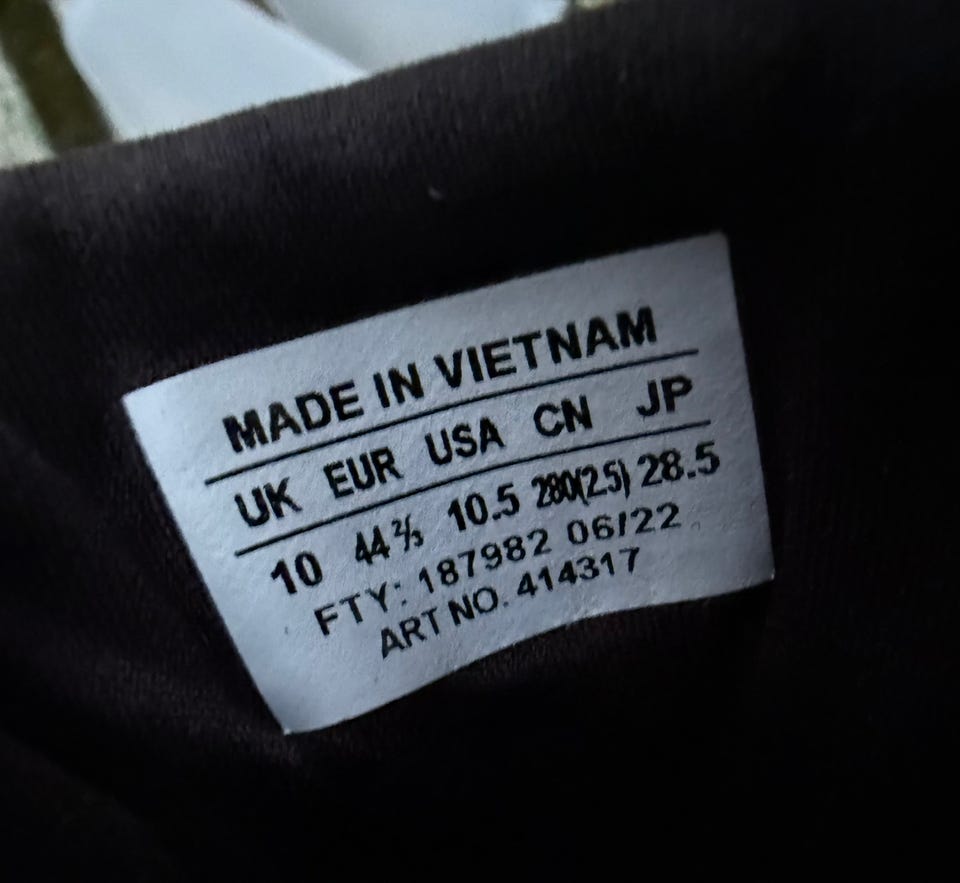 MADE IN VIETNAM
UK EUR USA CN JP
10 44⅔ 10.5 280(2.5) 28.5
FTY: 187982 06/22
ART NO. 414317